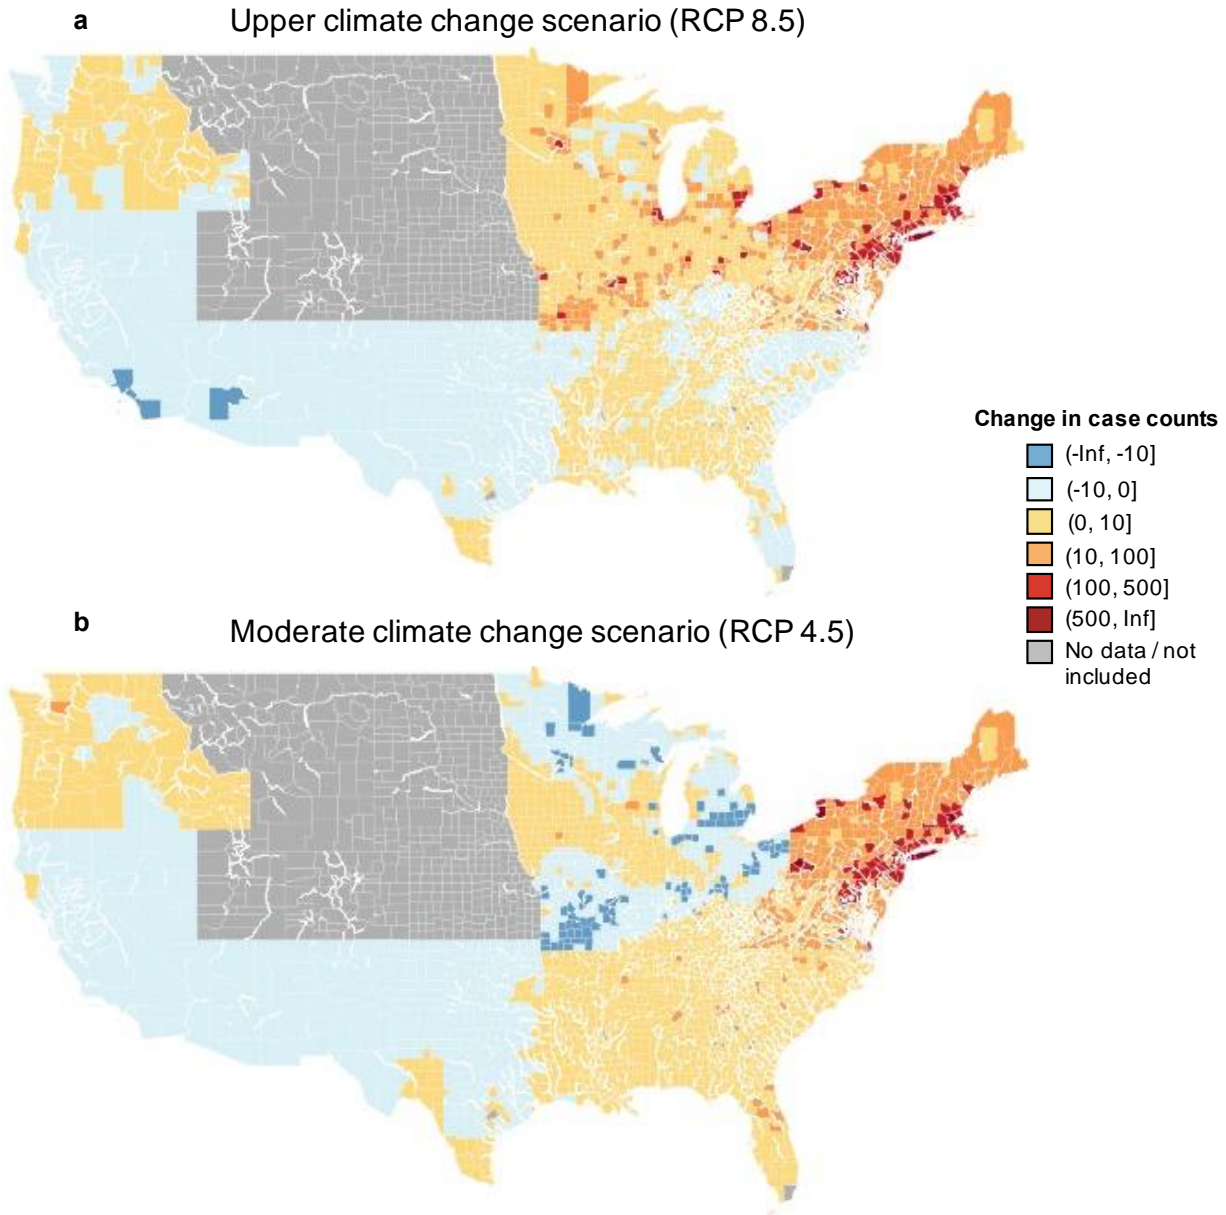 a
Upper climate change scenario (RCP 8.5)
Change in case counts
(-Inf, -10]
(-10, 0]
(0, 10]
(10, 100]
(100, 500]
(500, Inf]
No data / not
included
b
Moderate climate change scenario (RCP 4.5)